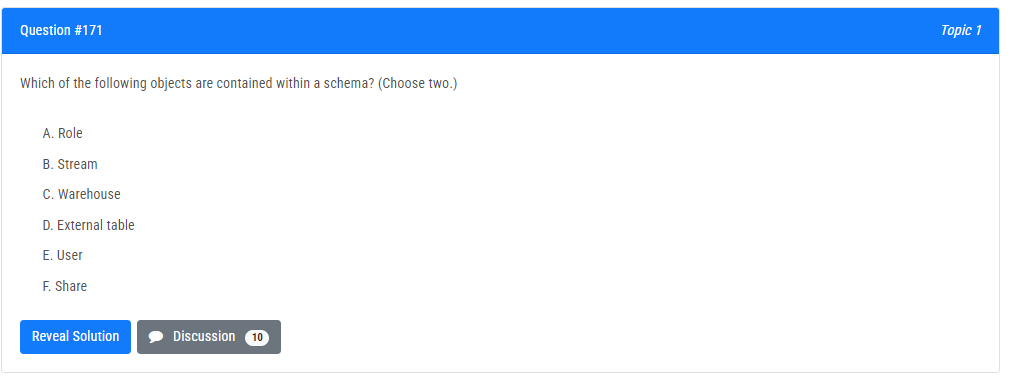 Question #171 Topic 1
Which of the following objects are contained within a schema? (Choose two.)
A. Role
B. Stream
C. Warehouse
D. External table
E. User
F. Share
Reveal Solution Discussion 10